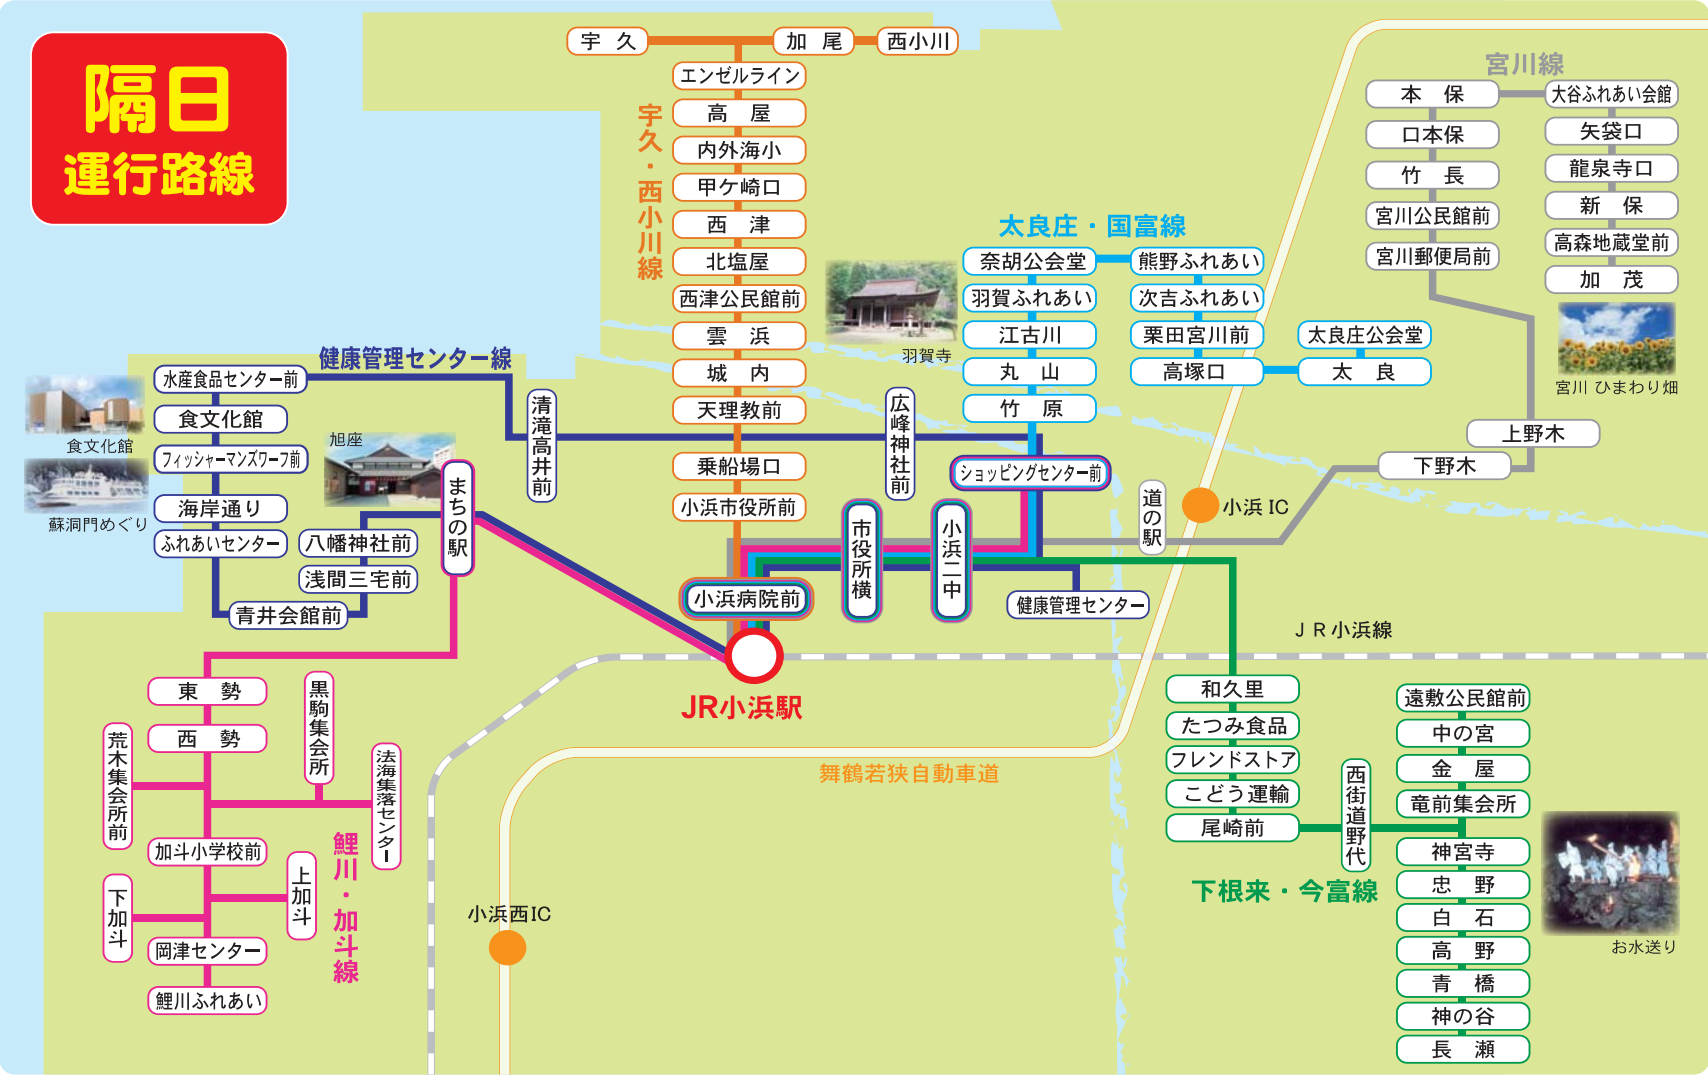 隔日
運行路線
宇久
加尾
西小川
エンゼルライン
高屋
内外海小
甲ケ崎口
西津
北塩屋
西津公民館前
雲浜
城内
天理教前
乗船場口
小浜市役所前
宇久・西小川線
宮川線
本保
大谷ふれあい会館
口本保
矢袋口
竹長
龍泉寺口
宮川公民館前
新保
宮川郵便局前
高森地蔵堂前
加茂
宮川 ひまわり畑
上野木
下野木
太良庄・国富線
奈胡公会堂
熊野ふれあい
羽賀ふれあい
次吉ふれあい
江古川
栗田宮川前
太良庄公会堂
丸山
高塚口
太良
竹原
羽賀寺
健康管理センター線
水産食品センター前
食文化館
フィッシャーマンズワーフ前
海岸通り
ふれあいセンター
食文化館
蘇洞門めぐり
旭座
まちの駅
八幡神社前
浅間三宅前
青井会館前
清滝高井前
広峰神社前
ショッピングセンター前
道の駅
小浜 IC
市役所横
小浜二中
小浜病院前
健康管理センター
JR小浜線
JR小浜駅
舞鶴若狭自動車道
東勢
西勢
黒駒集会所
荒木集会所前
法海集落センター
加斗小学校前
上加斗
下加斗
岡津センター
鯉川ふれあい
鯉川・加斗線
小浜西IC
和久里
たつみ食品
フレンドストア
こどう運輸
尾崎前
西街道野代
下根来・今富線
遠敷公民館前
中の宮
金屋
竜前集会所
神宮寺
忠野
白石
高野
青橋
神の谷
長瀬
お水送り